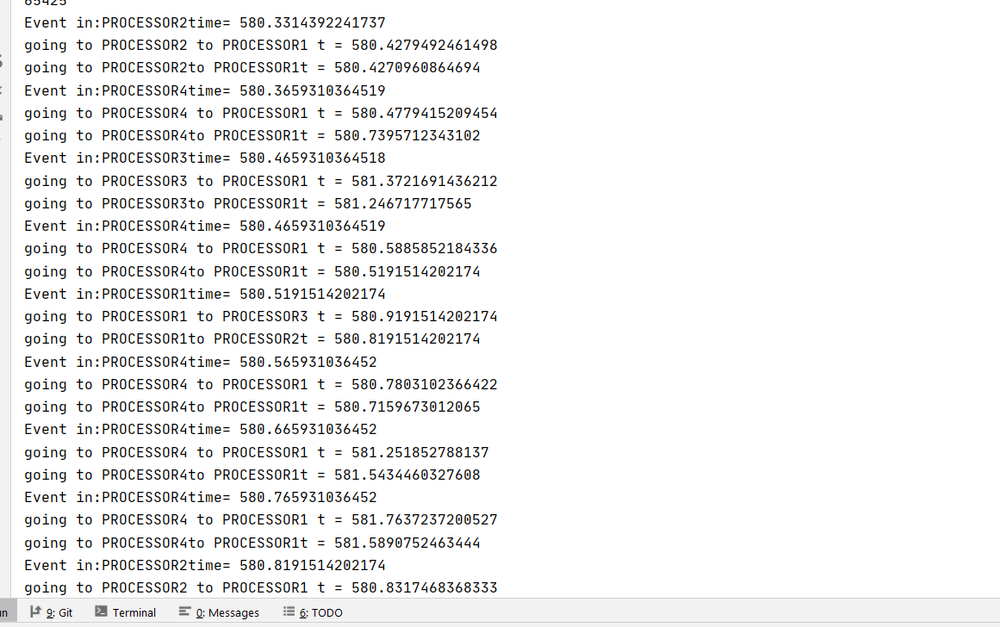 65425
Event in:PROCESSOR2time= 580.3314392241737
going to PROCESSOR2 to PROCESSOR1 t = 580.4279492461498
going to PROCESSOR2to PROCESSOR1t = 580.4270960864694
Event in:PROCESSOR4time= 580.3659310364519
going to PROCESSOR4 to PROCESSOR1 t = 580.4779415209454
going to PROCESSOR4to PROCESSOR1t = 580.7395712343102
Event in:PROCESSOR3time= 580.4659310364518
going to PROCESSOR3 to PROCESSOR1 t = 581.3721691436212
going to PROCESSOR3to PROCESSOR1t = 581.246717717565
Event in:PROCESSOR4time= 580.4659310364519
going to PROCESSOR4 to PROCESSOR1 t = 580.5885852184336
going to PROCESSOR4to PROCESSOR1t = 580.5191514202174
Event in:PROCESSOR1time= 580.5191514202174
going to PROCESSOR1 to PROCESSOR3 t = 580.9191514202174
going to PROCESSOR1to PROCESSOR2t = 580.8191514202174
Event in:PROCESSOR4time= 580.565931036452
going to PROCESSOR4 to PROCESSOR1 t = 580.7803102366422
going to PROCESSOR4to PROCESSOR1t = 580.7159673012065
Event in:PROCESSOR4time= 580.665931036452
going to PROCESSOR4 to PROCESSOR1 t = 581.251852788137
going to PROCESSOR4to PROCESSOR1t = 581.5434460327608
Event in:PROCESSOR4time= 580.765931036452
going to PROCESSOR4 to PROCESSOR1 t = 581.7637237200527
going to PROCESSOR4to PROCESSOR1t = 581.5890752463444
Event in:PROCESSOR2time= 580.8191514202174
going to PROCESSOR2 to PROCESSOR1 t = 580.8317468368333
un 9: Git Terminal 0: Messages 6: TODO